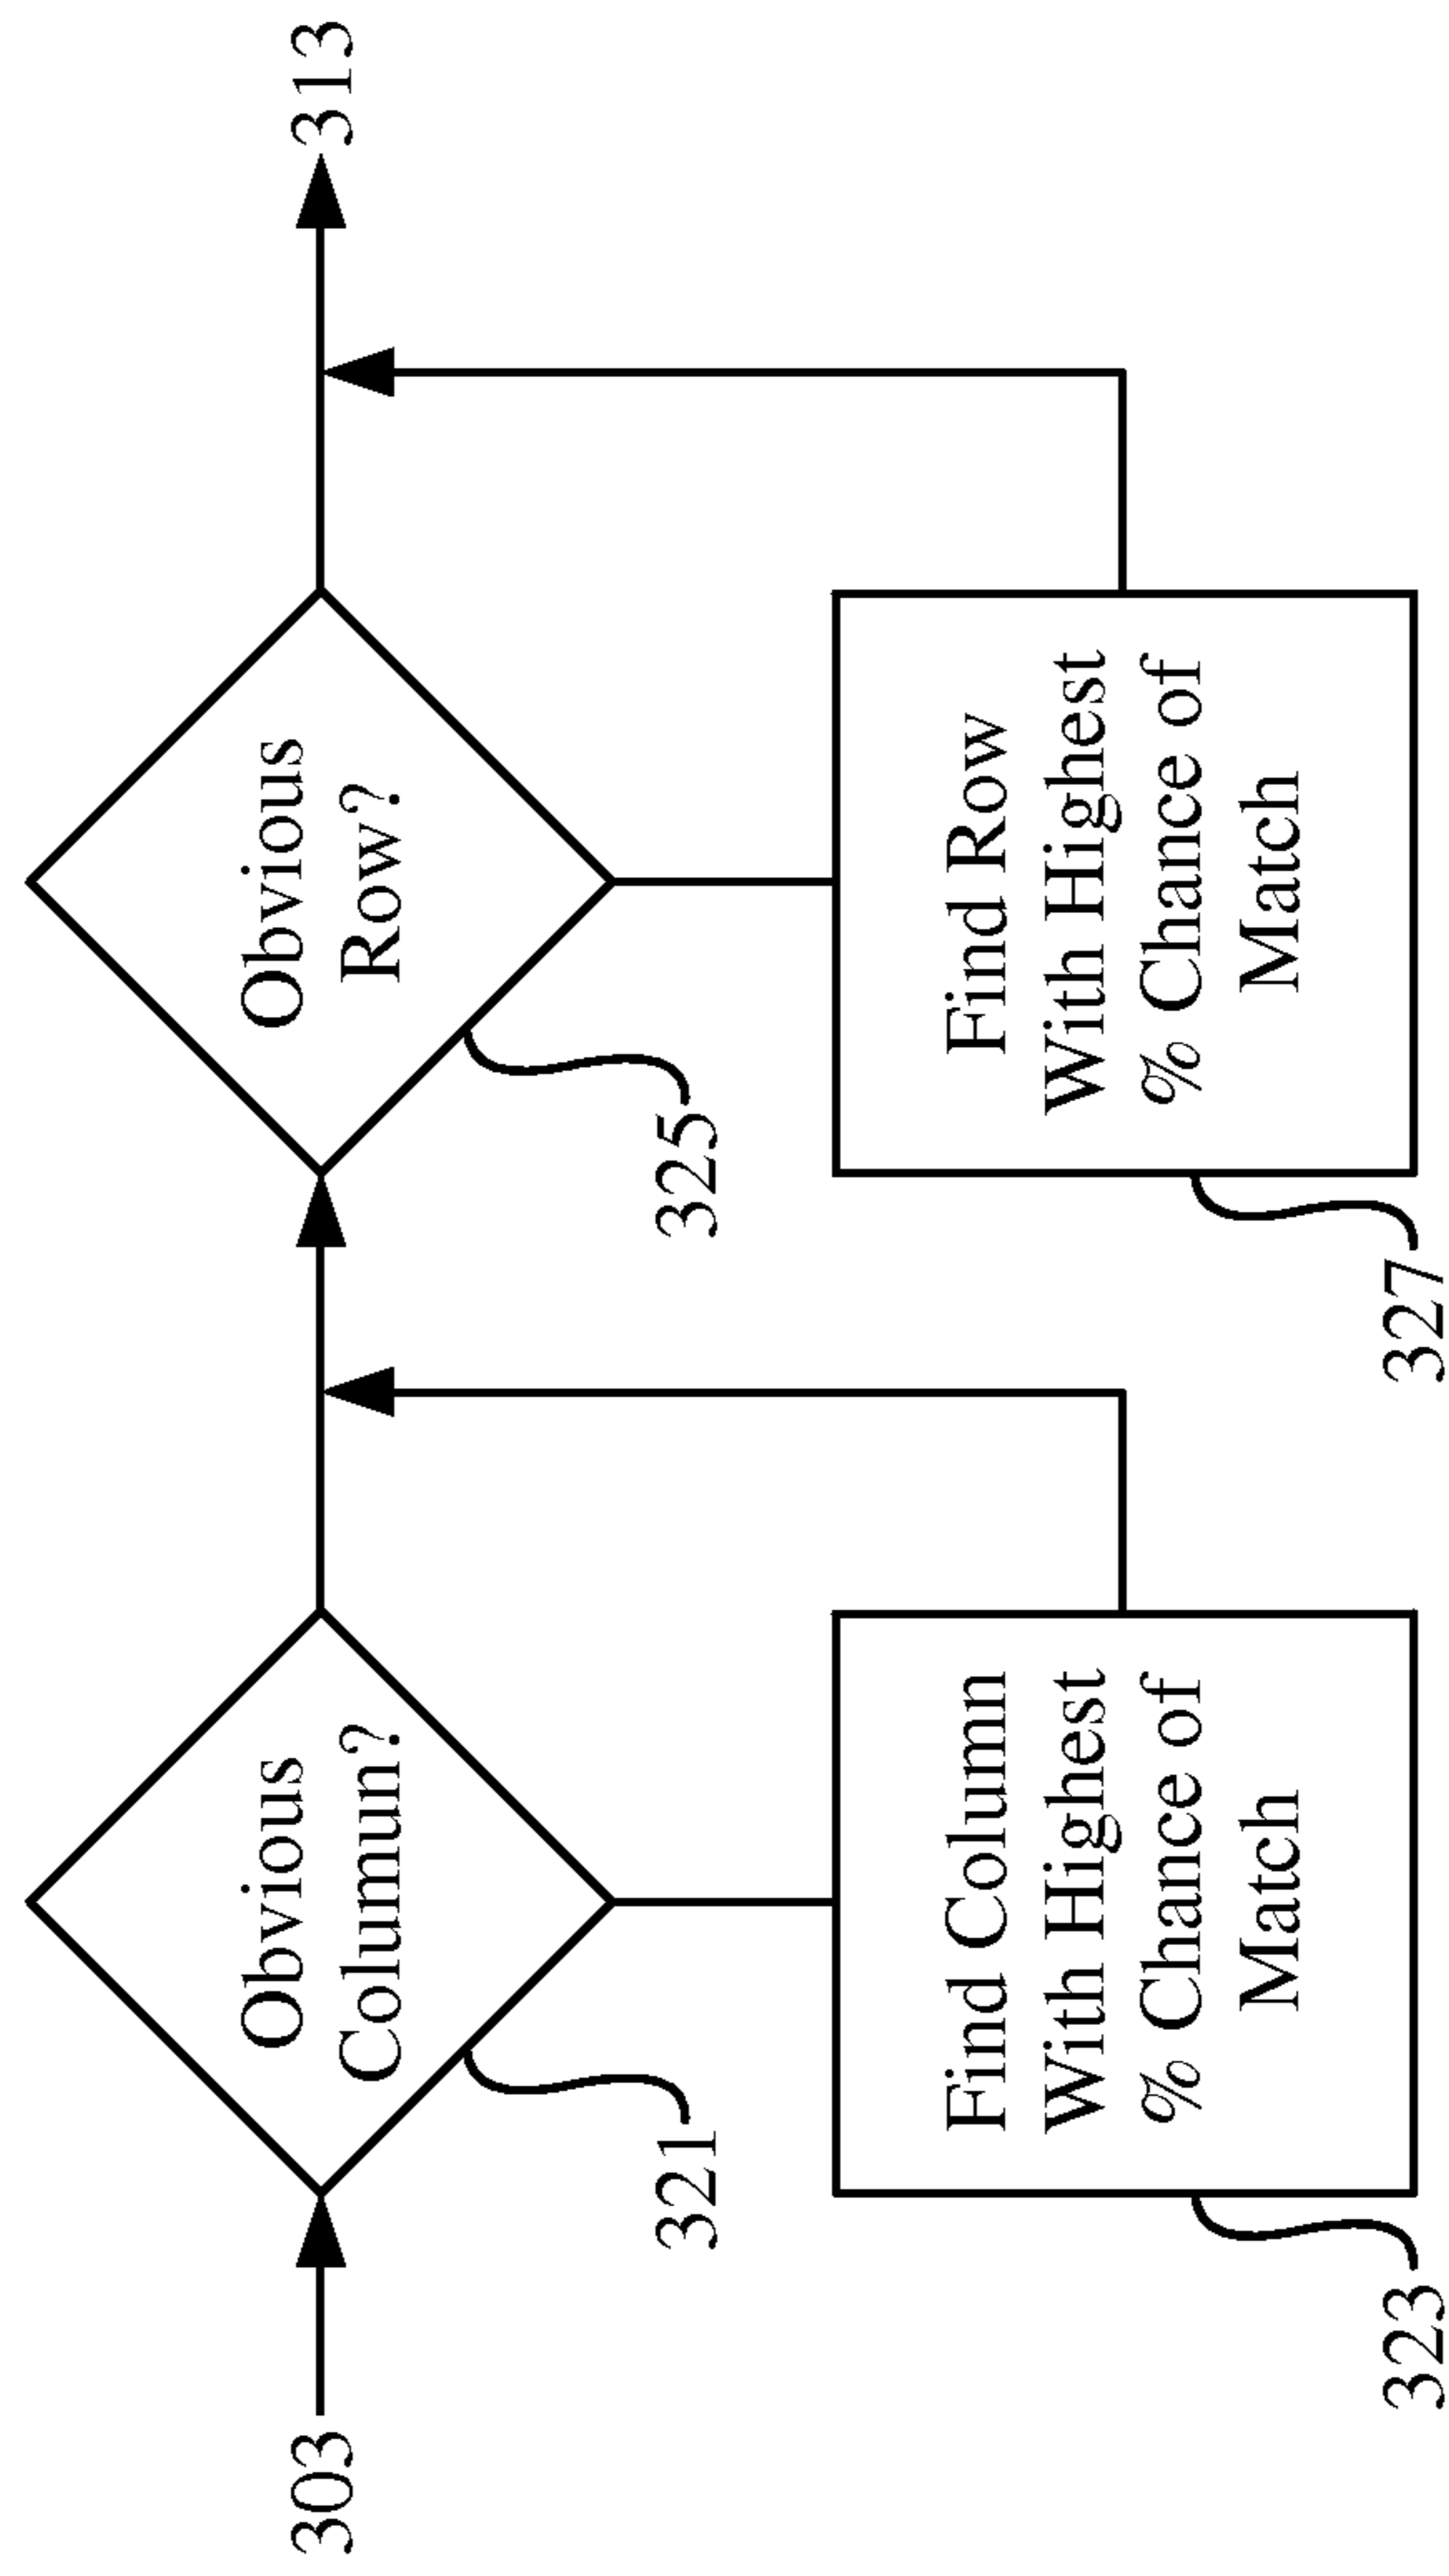 303
Obvious
Columun?
321
Find Column
With Highest
% Chance of
Match
323
Obvious
Row?
325
Find Row
With Highest
% Chance of
Match
327
313